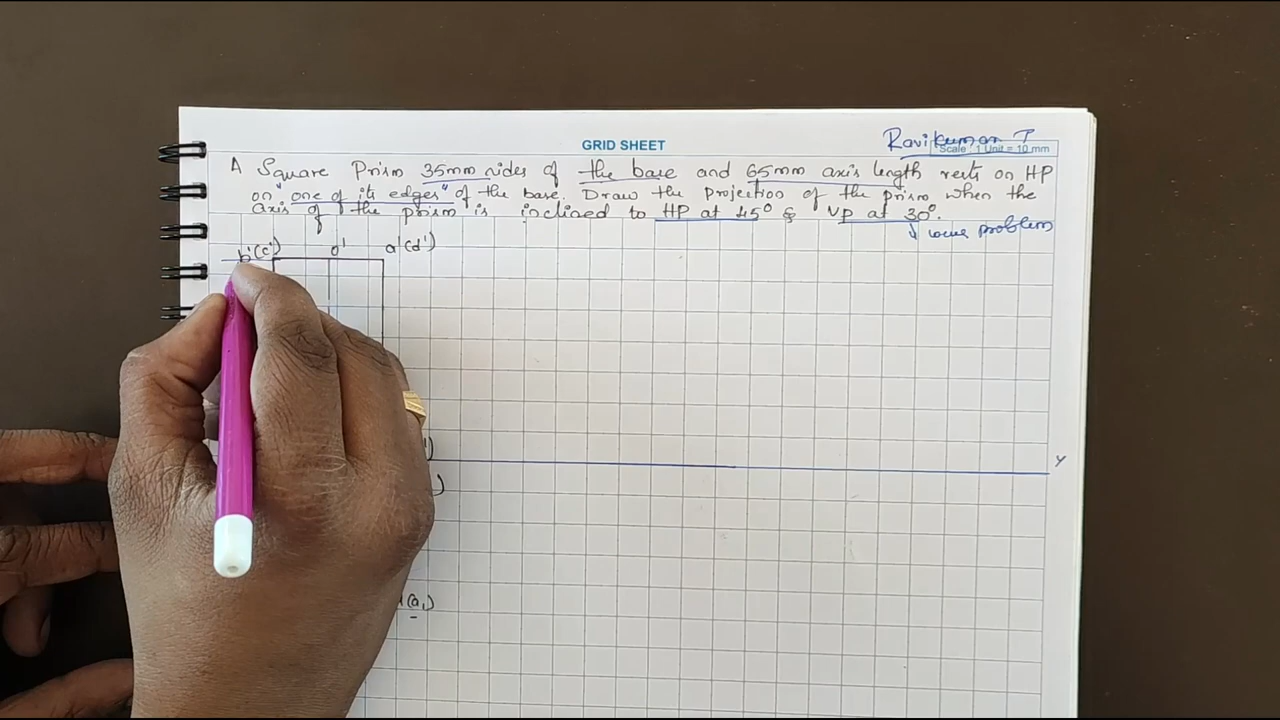 Ravikumar T
GRID SHEET
Scale : 1 Unit = 10 mm
A Square Prism 35mm sides of the base and 65mm axis length rests on HP
on "one of its edges" of the base. Draw the projection of the prism when the
axis of the prism is inclined to HP at 45° & VP at 30°.
↓ locus problem
b'(c') o' a'(d')
Y
(a₁)